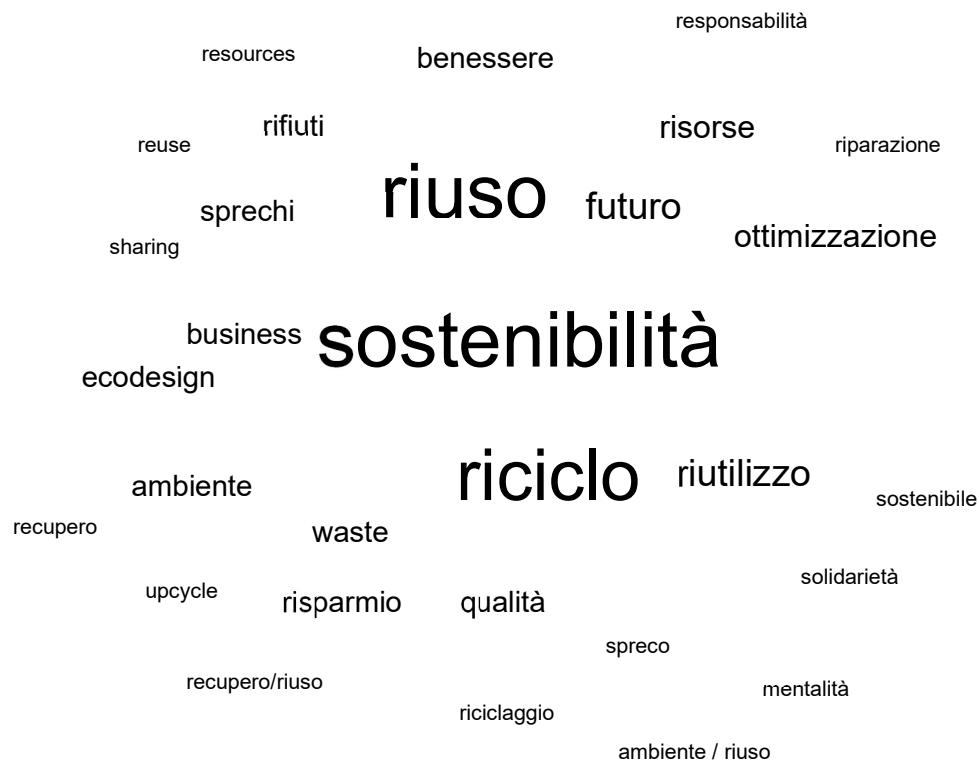 responsabilità
resources
benessere
rifiuti
risorse
reuse
riparazione
riuso
futuro
sprechi
ottimizzazione
sharing
business
sostenibilità
ecodesign
riciclo
riutilizzo
ambiente
sostenibile
recupero
waste
solidarietà
upcycle
risparmio
qualità
spreco
recupero/riuso
mentalità
riciclaggio
ambiente / riuso